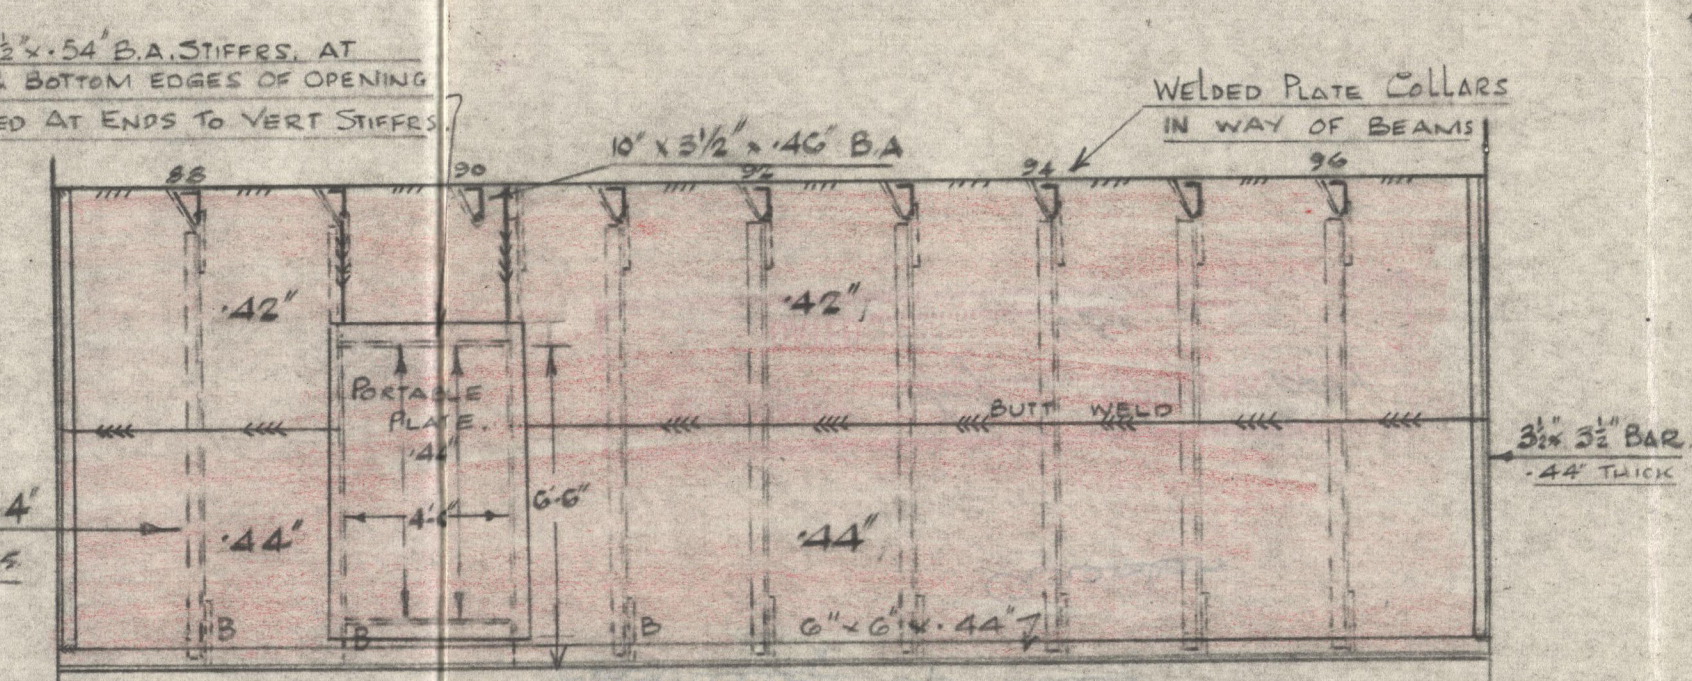 ½" x .54" B.A. STIFFRS. AT
& BOTTOM EDGES OF OPENING
ED AT ENDS TO VERT STIFFRS.
WELDED PLATE COLLARS
IN WAY OF BEAMS
10" x 3½" x .46" B.A
88
90
92
94
96
.42"
.42"
PORTABLE
PLATE.
.44"
BUTT WELD
3½" x 3½" BAR.
.44" THICK
6'-6"
4"
.44"
.44"
B
B
B
6" x 6" x .44"